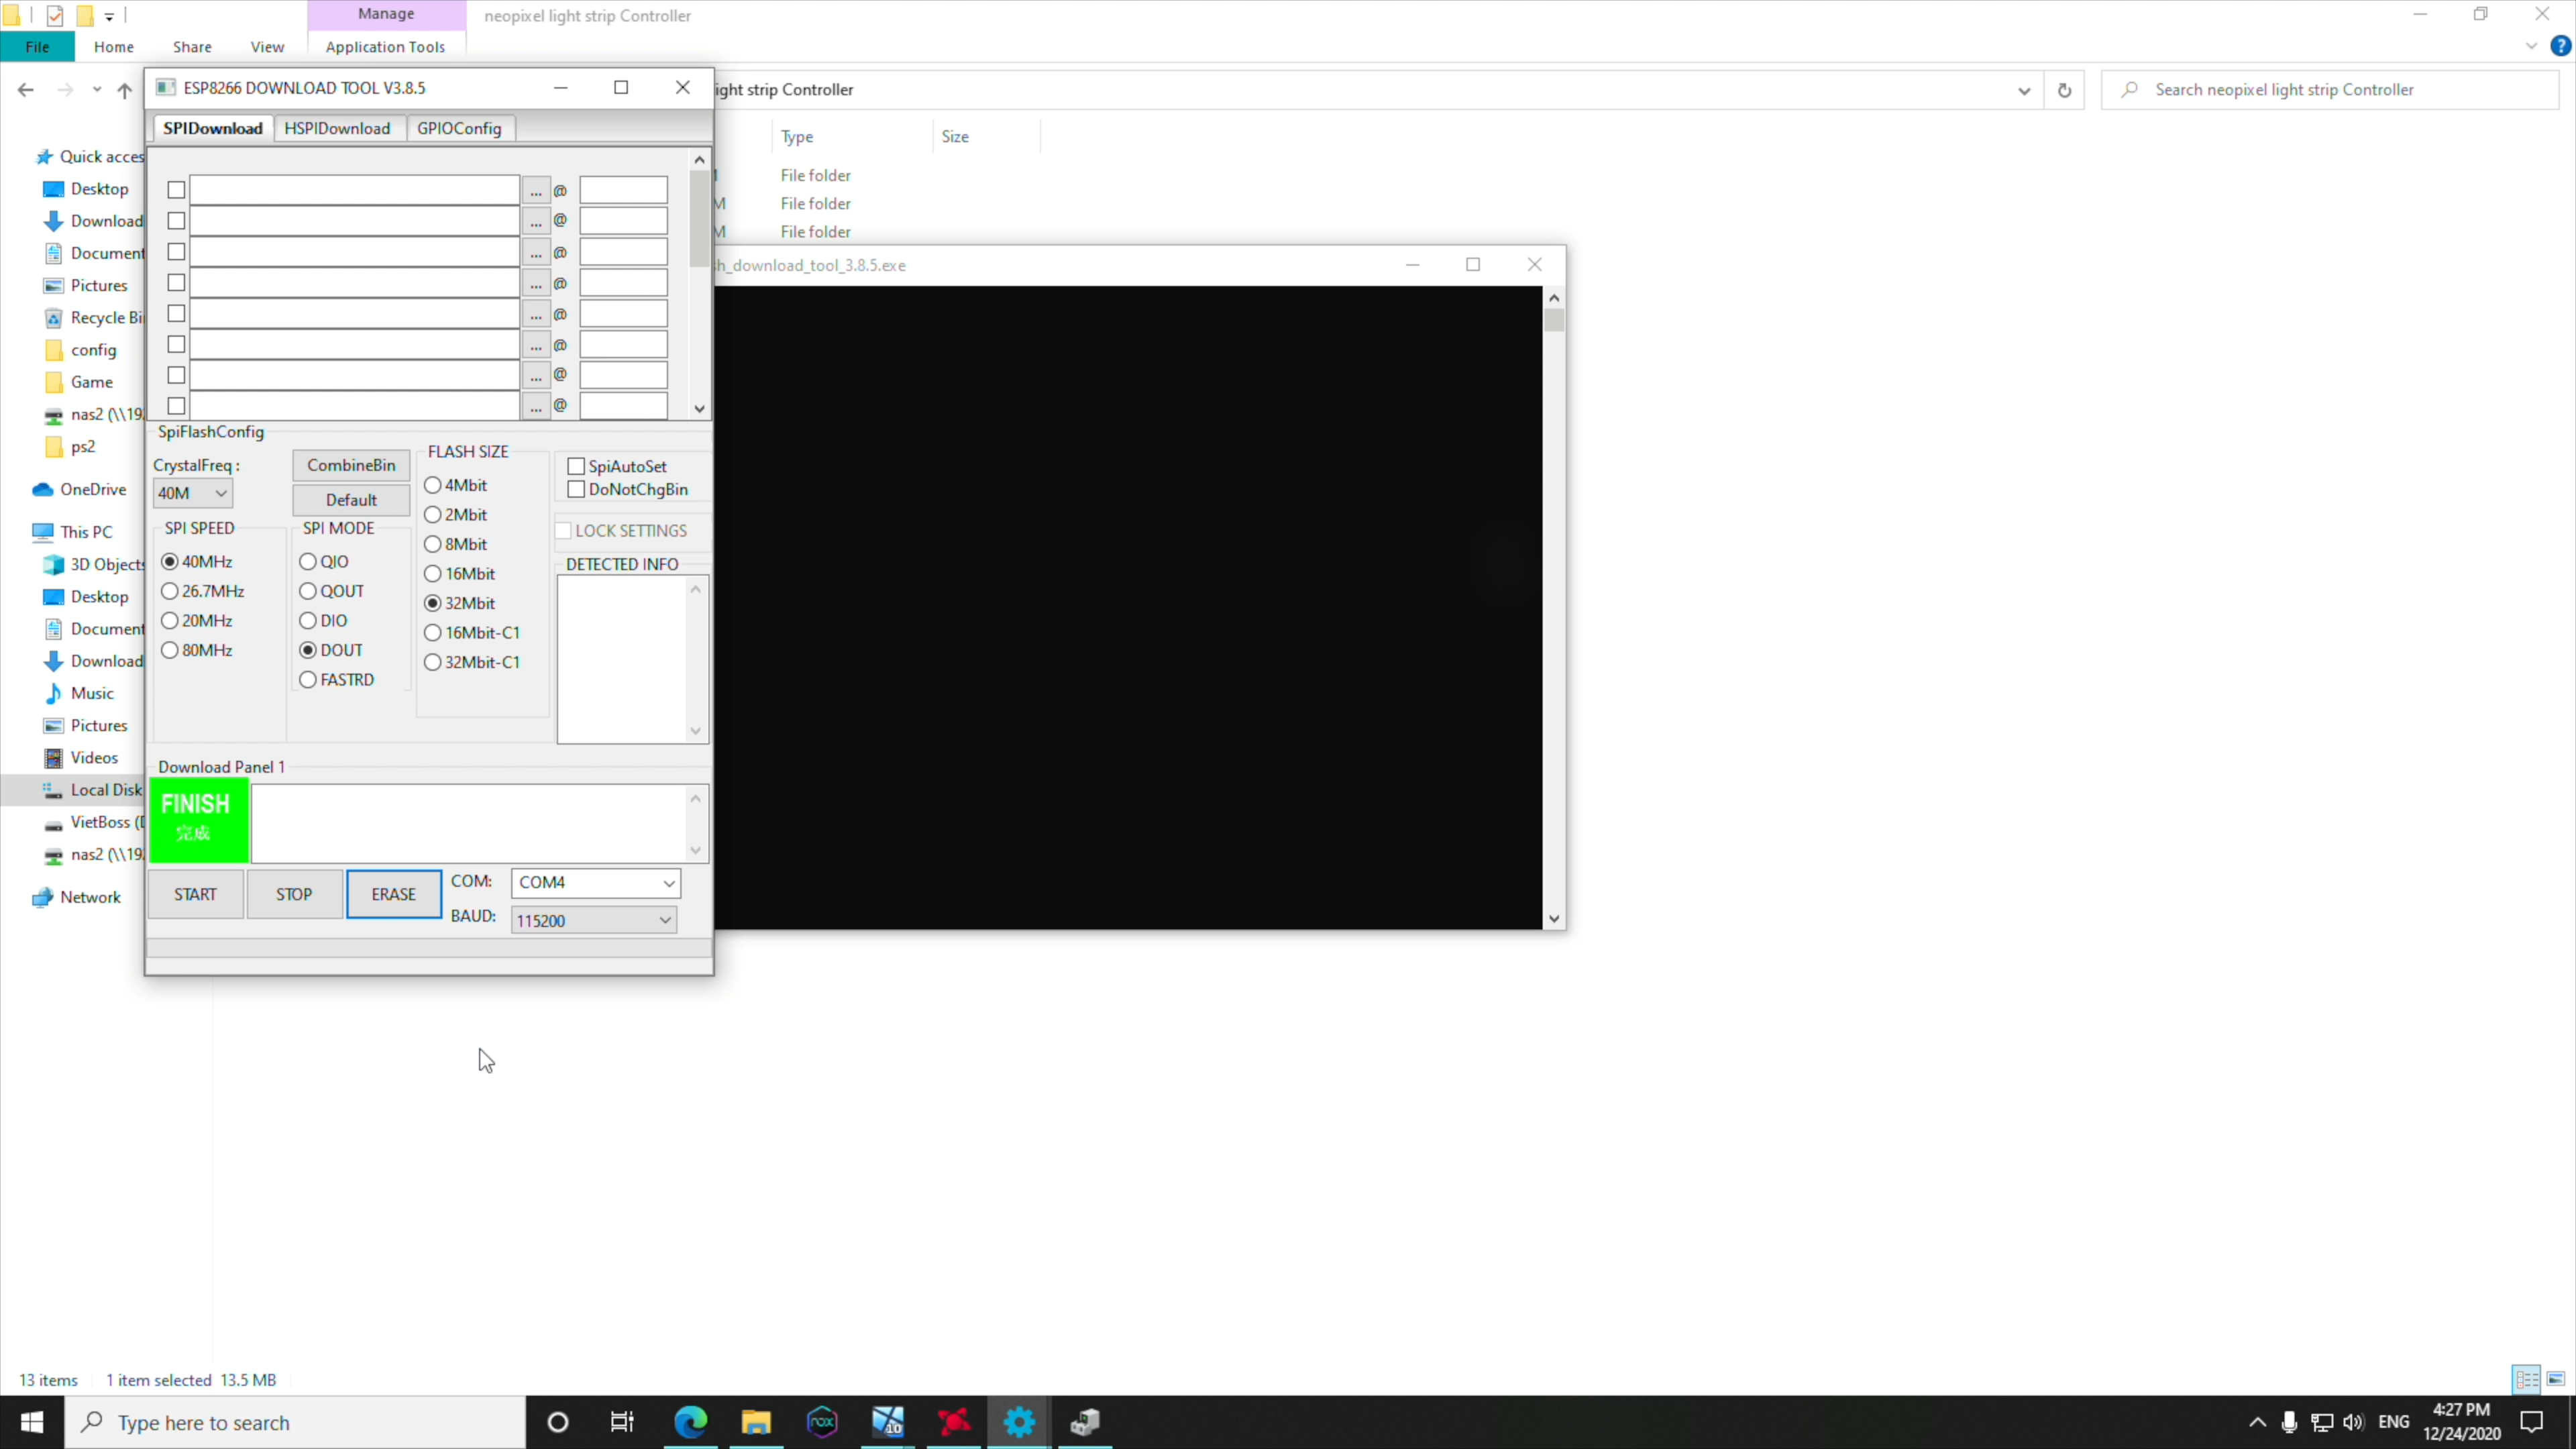 Manage
neopixel light strip Controller
File
Home
Share
View
Application Tools
ight strip Controller
Search neopixel light strip Controller
ESP8266 DOWNLOAD TOOL V3.8.5
SPIDownload
HSPIDownload
GPIOConfig
Type
Size
File folder
M File folder
M File folder
h_download_tool_3.8.5.exe
... @
... @
... @
... @
... @
... @
... @
... @
Quick acces
Desktop
Download
Document
Pictures
Recycle Bi
config
Game
nas2 (\\19
ps2
OneDrive
This PC
3D Objects
Desktop
Document
Download
Music
Pictures
Videos
Local Disk
VietBoss (D
nas2 (\\19
Network
SpiFlashConfig
CrystalFreq :
40M
CombineBin
Default
SPI SPEED
40MHz
26.7MHz
20MHz
80MHz
SPI MODE
QIO
QOUT
DIO
DOUT
FASTRD
FLASH SIZE
4Mbit
2Mbit
8Mbit
16Mbit
32Mbit
16Mbit-C1
32Mbit-C1
SpiAutoSet
DoNotChgBin
LOCK SETTINGS
DETECTED INFO
Download Panel 1
FINISH
完成
START
STOP
ERASE
COM:
COM4
BAUD:
115200
13 items
1 item selected 13.5 MB
Type here to search
nox
10
ENG
4:27 PM
12/24/2020